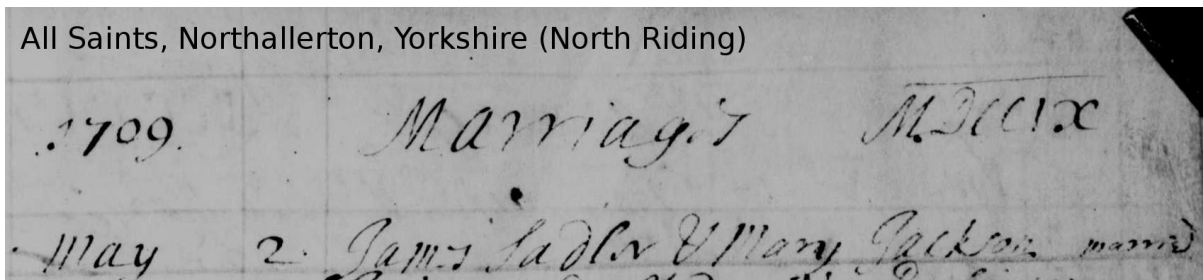 All Saints, Northallerton, Yorkshire (North Riding)
1709. Marriages MDCCIX
May 2 James Sadler & Mary Jackson married